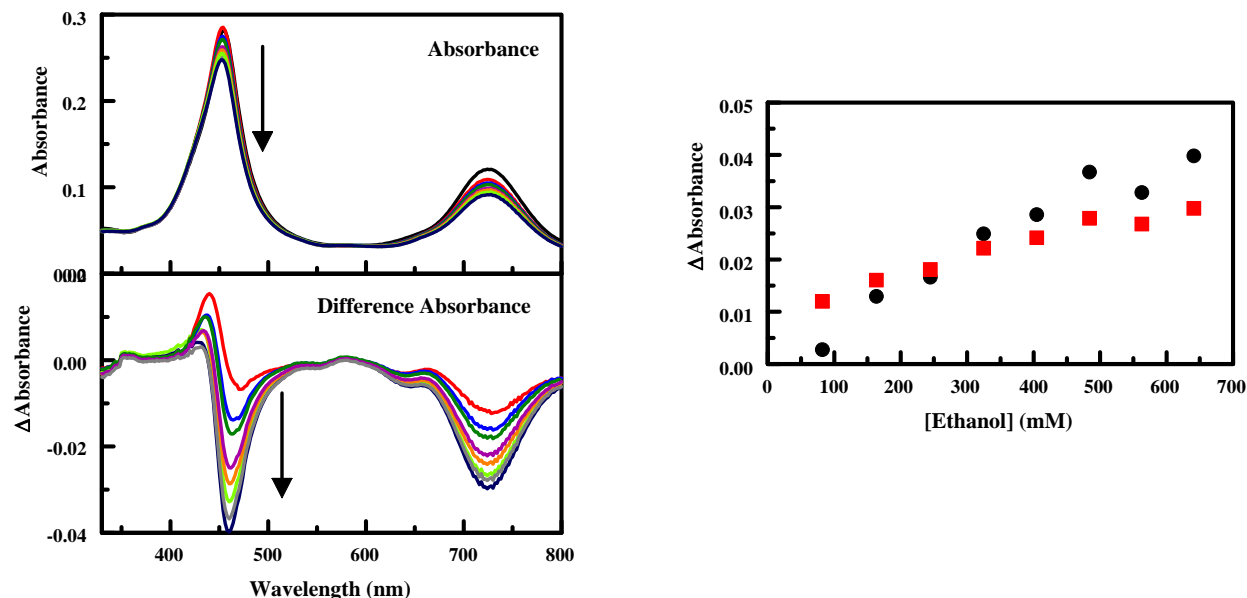 0.3
Absorbance
0.2
0.1
Absorbance
0.02
Difference Absorbance
0.00
-0.02
-0.04
ΔAbsorbance
400 500 600 700 800
Wavelength (nm)
0.05
0.04
0.03
0.02
0.01
0.00
ΔAbsorbance
0 100 200 300 400 500 600 700
[Ethanol] (mM)